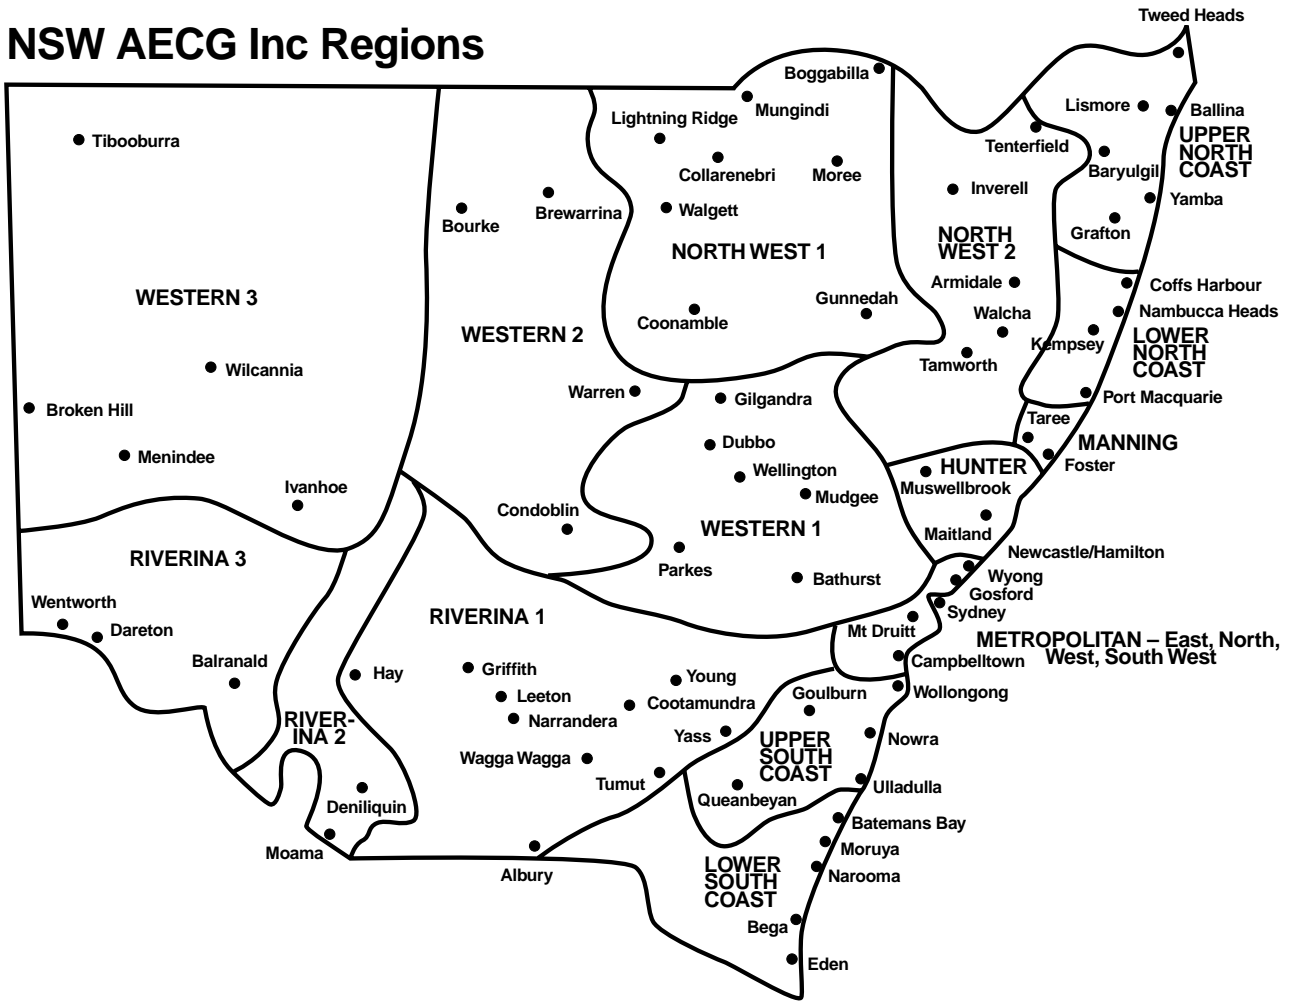 Tweed Heads
NSW AECG Inc Regions
Boggabilla
Mungindi
Lismore
Ballina
Lightning Ridge
Tibooburra
UPPER
NORTH
COAST
Tenterfield
Collarenebri
Moree
Baryulgil
Inverell
Yamba
Brewarrina
Walgett
Bourke
Grafton
NORTH
WEST 2
NORTH WEST 1
Armidale
Coffs Harbour
WESTERN 3
Gunnedah
Walcha
Nambucca Heads
Coonamble
WESTERN 2
Kempsey
LOWER
NORTH
COAST
Tamworth
Wilcannia
Warren
Gilgandra
Port Macquarie
Broken Hill
Taree
Dubbo
MANNING
Menindee
Wellington
HUNTER
Foster
Ivanhoe
Muswellbrook
Mudgee
Condoblin
WESTERN 1
Maitland
RIVERINA 3
Newcastle/Hamilton
Parkes
Bathurst
Wyong
Gosford
Wentworth
Sydney
RIVERINA 1
Dareton
Mt Druitt
METROPOLITAN – East, North,
West, South West
Balranald
Campbelltown
Hay
Griffith
Young
Goulburn
Wollongong
Leeton
Cootamundra
RIVER-
INA 2
Narrandera
Yass
UPPER
SOUTH
COAST
Nowra
Wagga Wagga
Tumut
Ulladulla
Queanbeyan
Deniliquin
Batemans Bay
Moama
Moruya
LOWER
SOUTH
COAST
Albury
Narooma
Bega
Eden